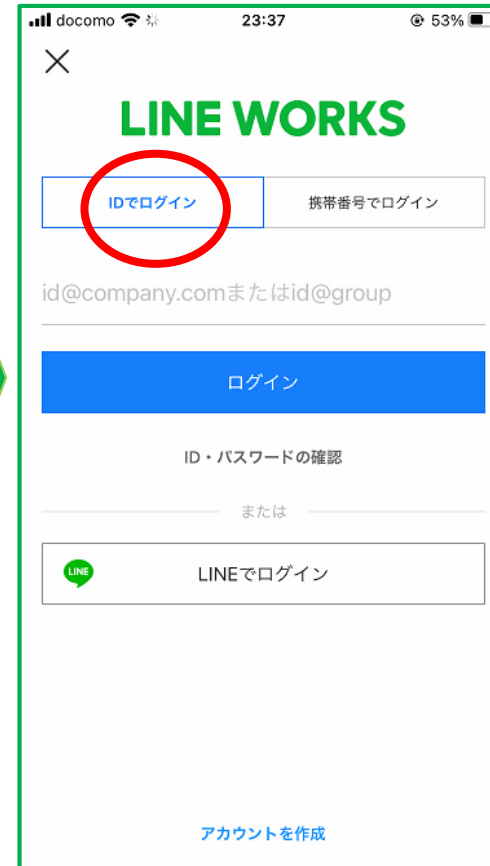 docomo 23:37 53%
LINE WORKS
IDでログイン 携帯番号でログイン
id@company.comまたはid@group
ログイン
ID・パスワードの確認
または
LINE LINEでログイン
アカウントを作成